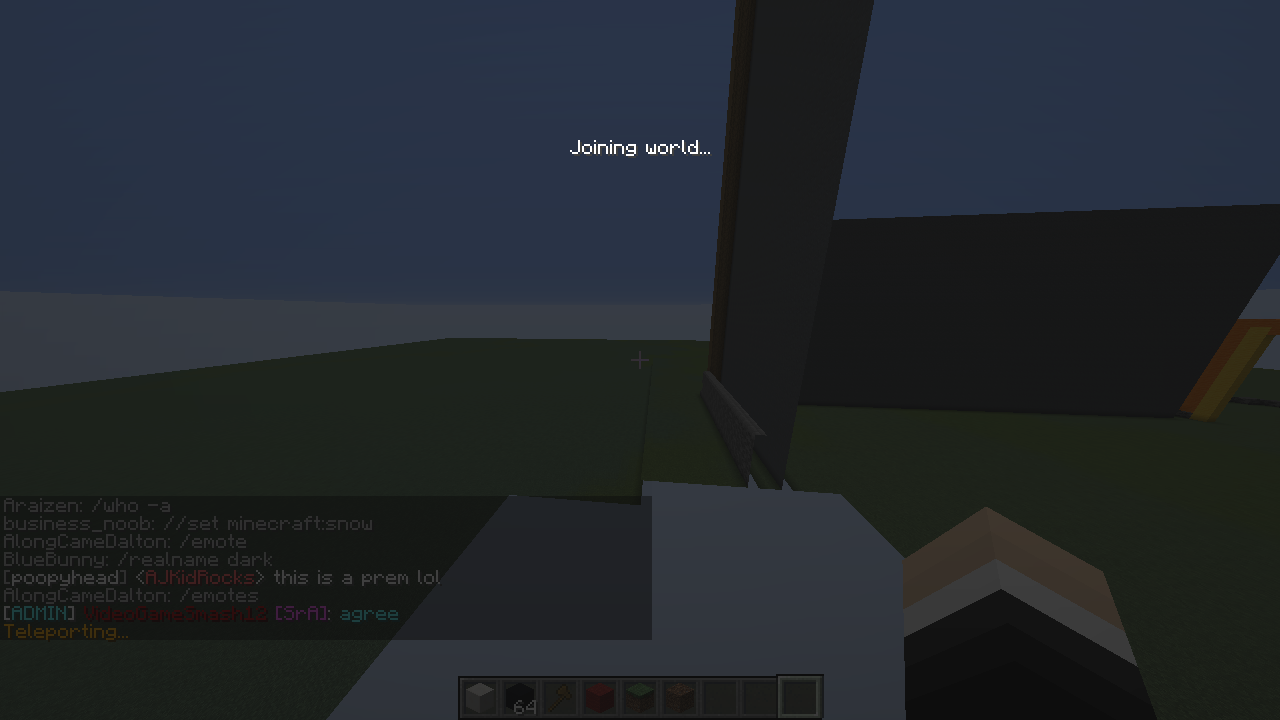 Joining world...
Araizen: /who -a
business_noob: //set minecraft:snow
AlongCameDalton: /emote
BlueBunny: /realname dark
[poopyhead] <AJKidRocks> this is a prem lol
AlongCameDalton: /emotes
[ADMIN] VideoGameSmash12 [SrA]: agree
Teleporting...
64